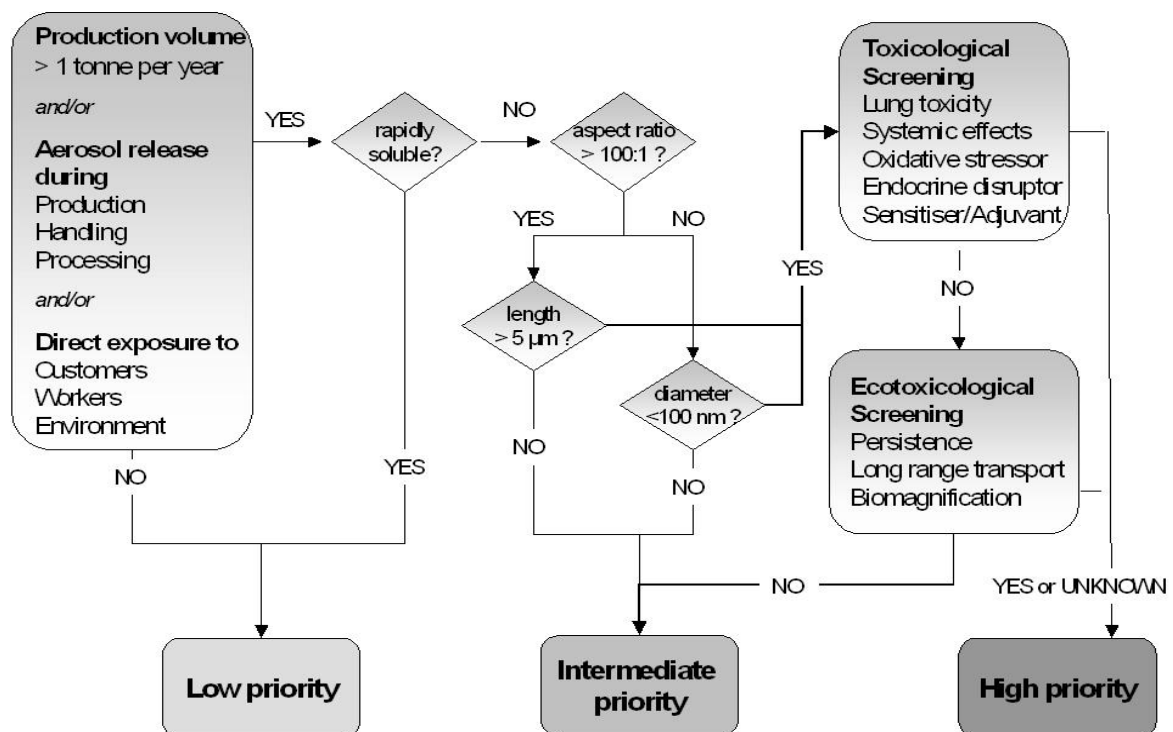 Production volume
> 1 tonne per year
and/or
Aerosol release
during
Production
Handling
Processing
and/or
Direct exposure to
Customers
Workers
Environment
YES
rapidly
soluble?
NO
aspect ratio
> 100:1 ?
YES
NO
length
> 5 µm ?
diameter
<100 nm ?
YES
Toxicological
Screening
Lung toxicity
Systemic effects
Oxidative stressor
Endocrine disruptor
Sensitiser/Adjuvant
NO
Ecotoxicological
Screening
Persistence
Long range transport
Biomagnification
NO
YES
NO
NO
NO
YES or UNKNOWN
Low priority
Intermediate
priority
High priority